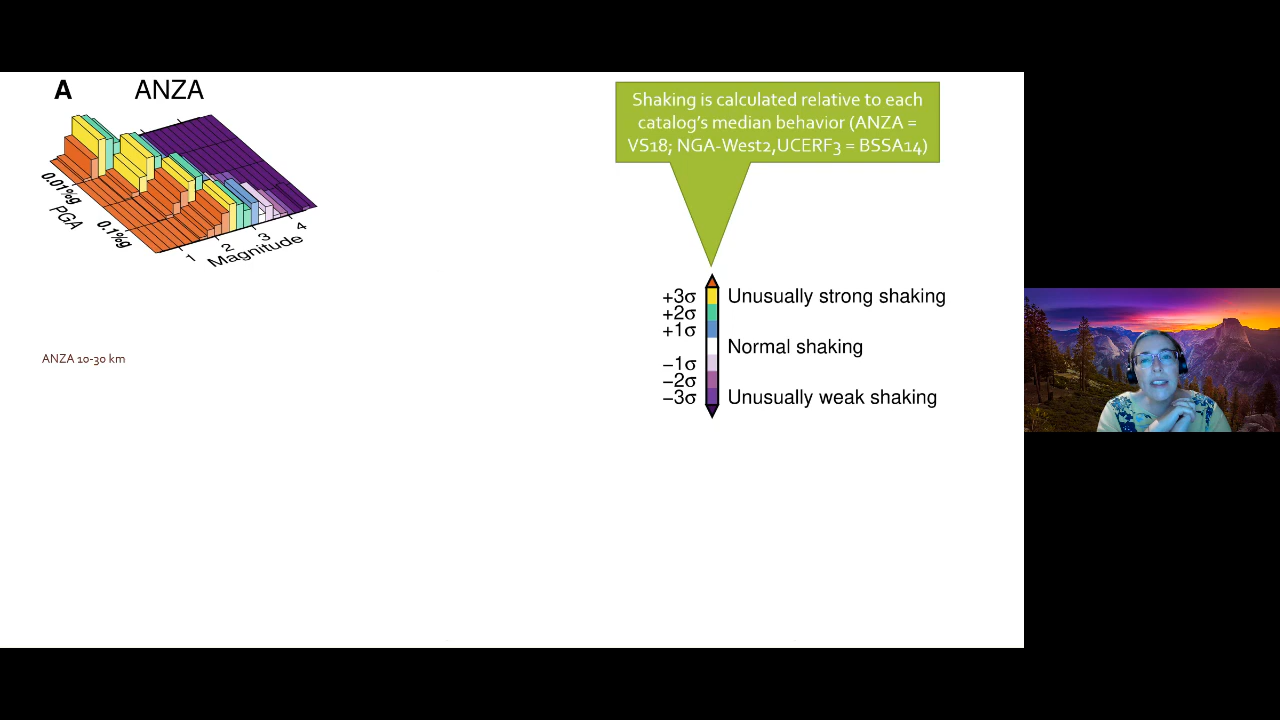 A ANZA
0.01%g
PGA
0.1%g
1 2 3 4
Magnitude
ANZA 10-30 km
Shaking is calculated relative to each
catalog's median behavior (ANZA =
VS18; NGA-West2,UCERF3 = BSSA14)
+3σ Unusually strong shaking
+2σ
+1σ
Normal shaking
−1σ
−2σ
−3σ Unusually weak shaking